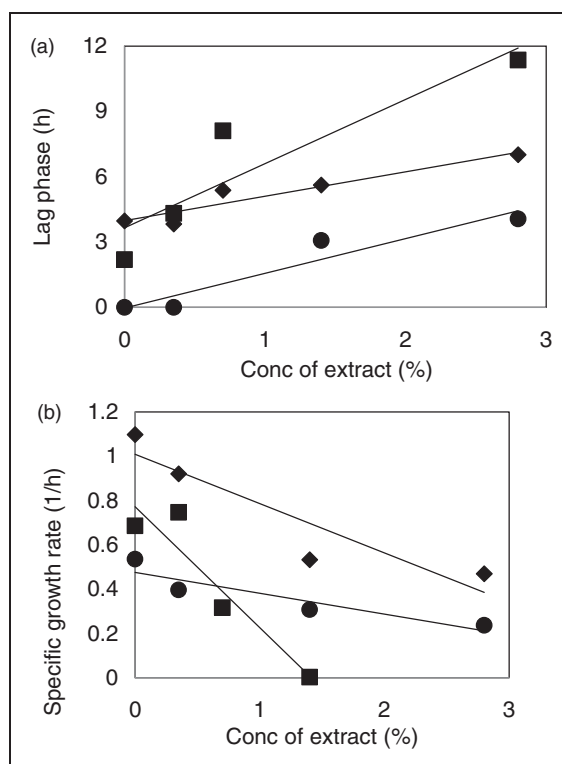 (a)
12
9
6
3
0
Lag phase (h)
0 1 2 3
Conc of extract (%)
(b)
1.2
1
0.8
0.6
0.4
0.2
0
Specific growth rate (1/h)
0 1 2 3
Conc of extract (%)